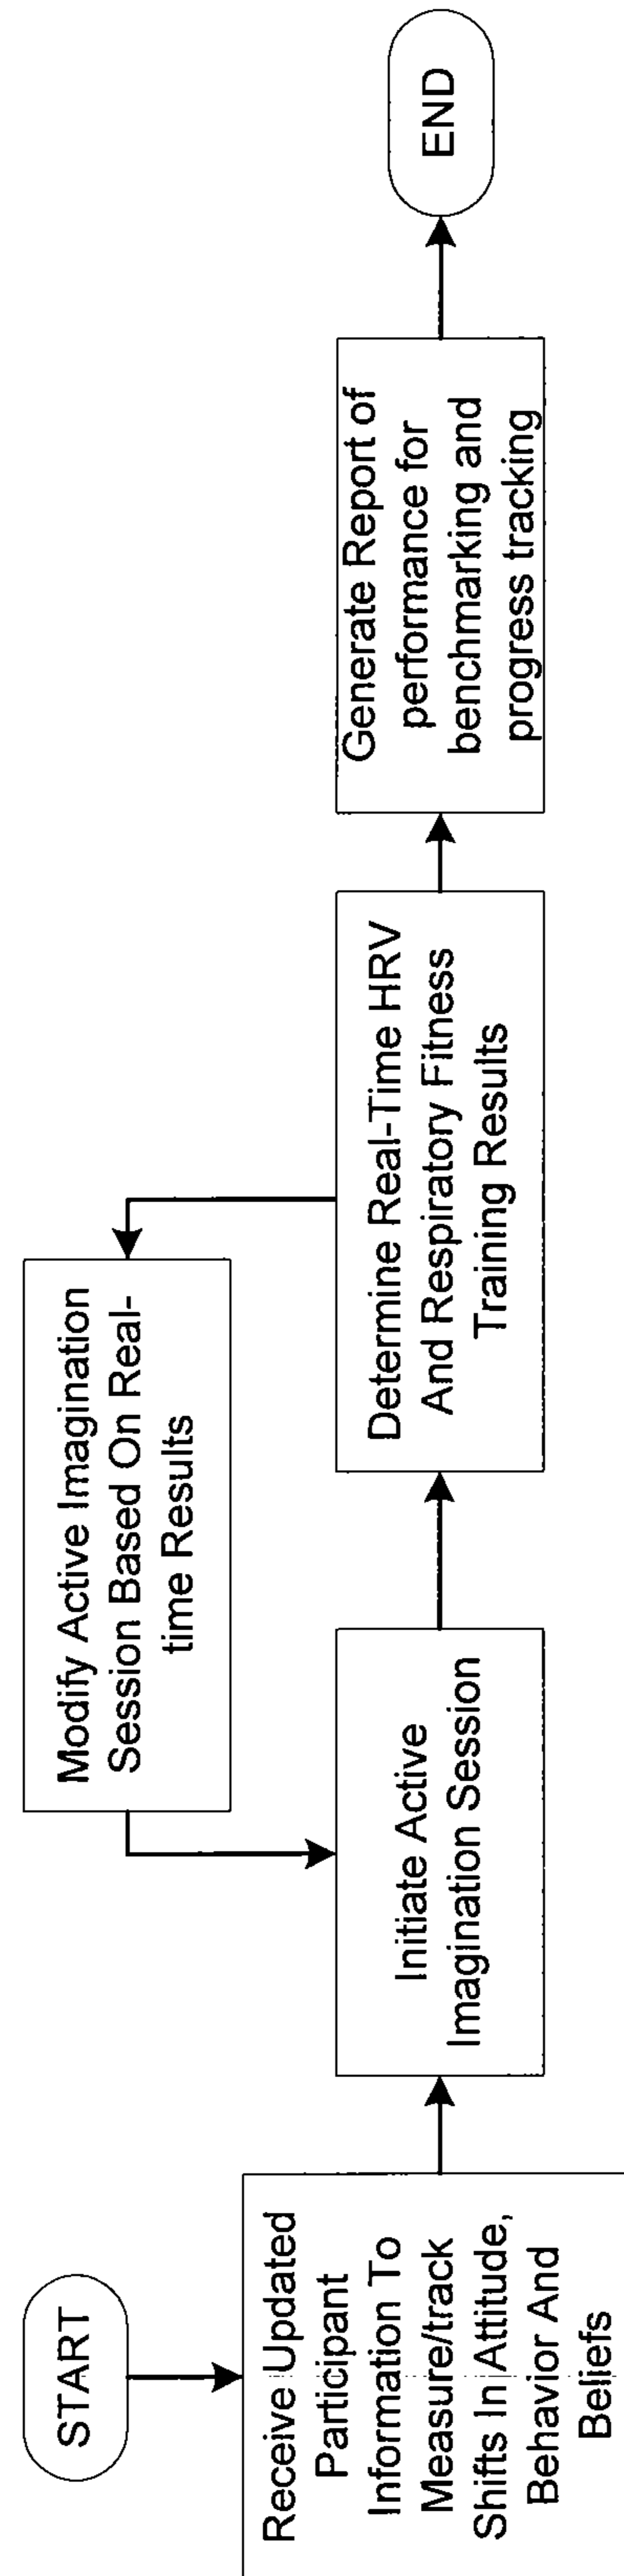 START
Receive Updated
Participant
Information To
Measure/track
Shifts In Attitude,
Behavior And
Beliefs
Initiate Active
Imagination Session
Modify Active Imagination
Session Based On Real-
time Results
Determine Real-Time HRV
And Respiratory Fitness
Training Results
Generate Report of
performance for
benchmarking and
progress tracking
END